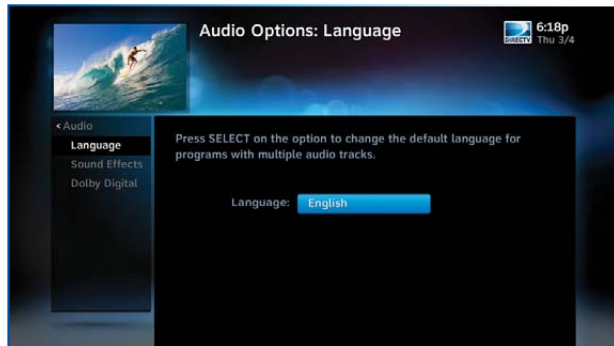 Audio Options: Language
DIRECTV
6:18p
Thu 3/4
< Audio
Language
Sound Effects
Dolby Digital
Press SELECT on the option to change the default language for
programs with multiple audio tracks.
Language: English